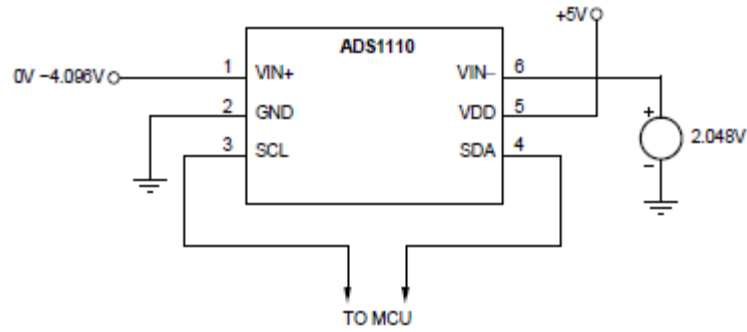 +5V
ADS1110
0V −4.096V
1 VIN+ VIN− 6
2 GND VDD 5
3 SCL SDA 4
+
2.048V
−
TO MCU